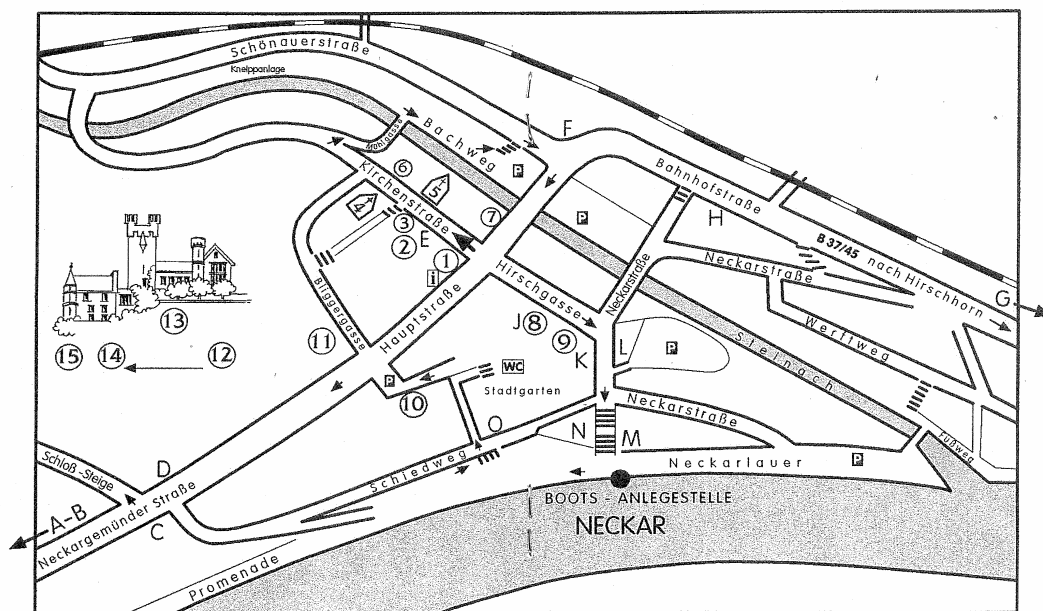 Schönauerstraße
Kneippanlage
F
Bachweg
Mühlgasse
P
Bahnhofstraße
6
5
Kirchenstraße
4
7
P
H
3
E
2
B 37/45 nach Hirschhorn
1
Neckarstraße
i
Hirschgasse
Neckarstraße
G
Bliggergasse
Hauptstraße
13
J 8
Werftweg
11
9
L
P
Steinach
15
14
12
K
WC
P
Stadtgarten
10
Neckarstraße
O
N
M
Fußweg
Schloß-Steige
D
Schiedweg
Neckarlauer
P
BOOTS - ANLEGESTELLE
A-B
Neckargemünder Straße
C
NECKAR
Promenade